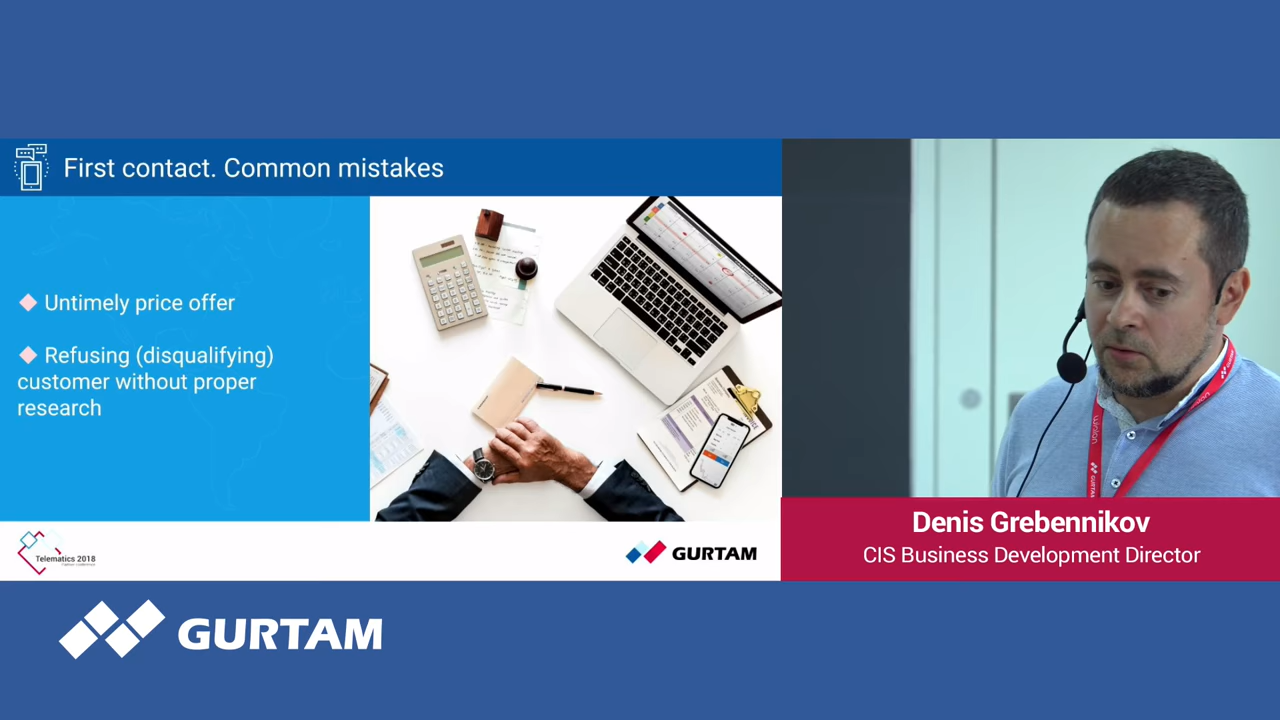 First contact. Common mistakes
Untimely price offer
Refusing (disqualifying)
customer without proper
research
Telematics 2018
GURTAM
Denis Grebennikov
CIS Business Development Director
GURTAM